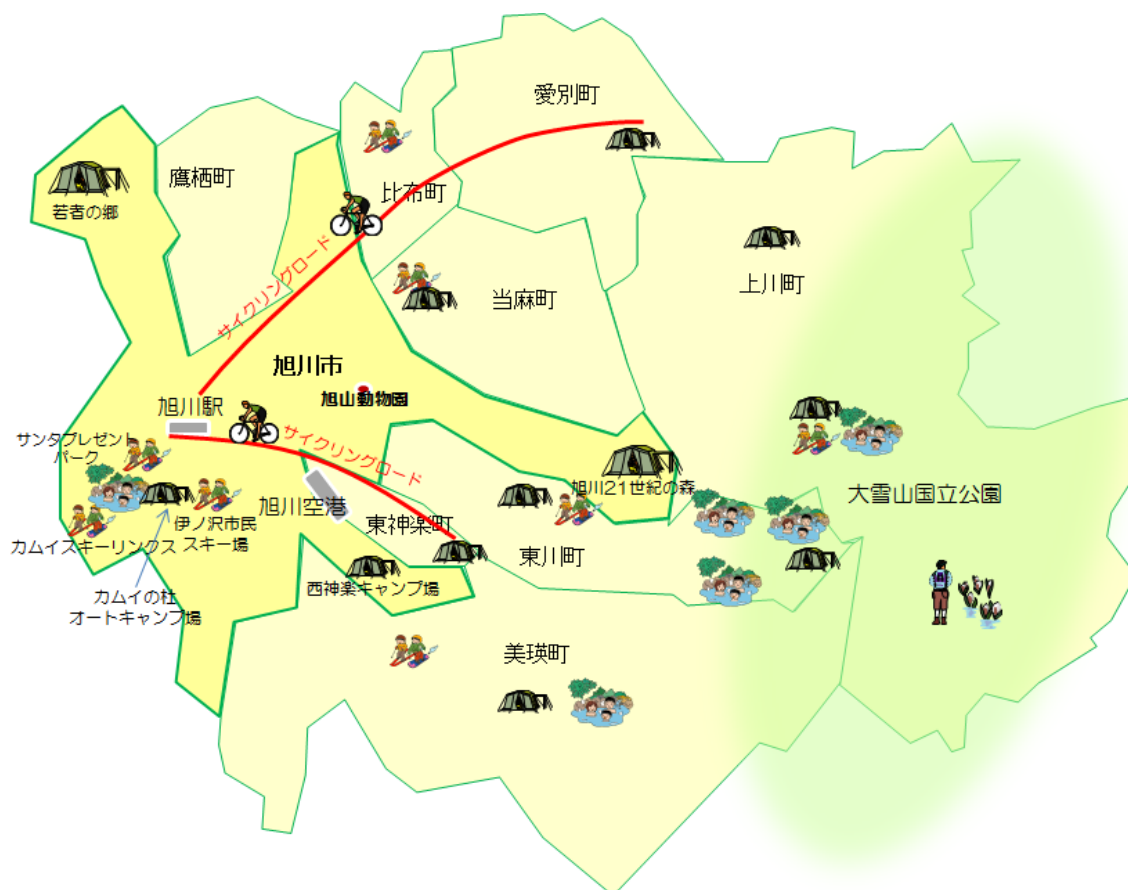 愛別町
鷹栖町
比布町
若者の郷
サイクリングロード
上川町
当麻町
旭川市
旭山動物園
旭川駅
サイクリングロード
サンタプレゼント
パーク
旭川21世紀の森
大雪山国立公園
旭川空港
伊ノ沢市民
スキー場
東神楽町
カムイスキーリンクス
東川町
西神楽キャンプ場
カムイの杜
オートキャンプ場
美瑛町